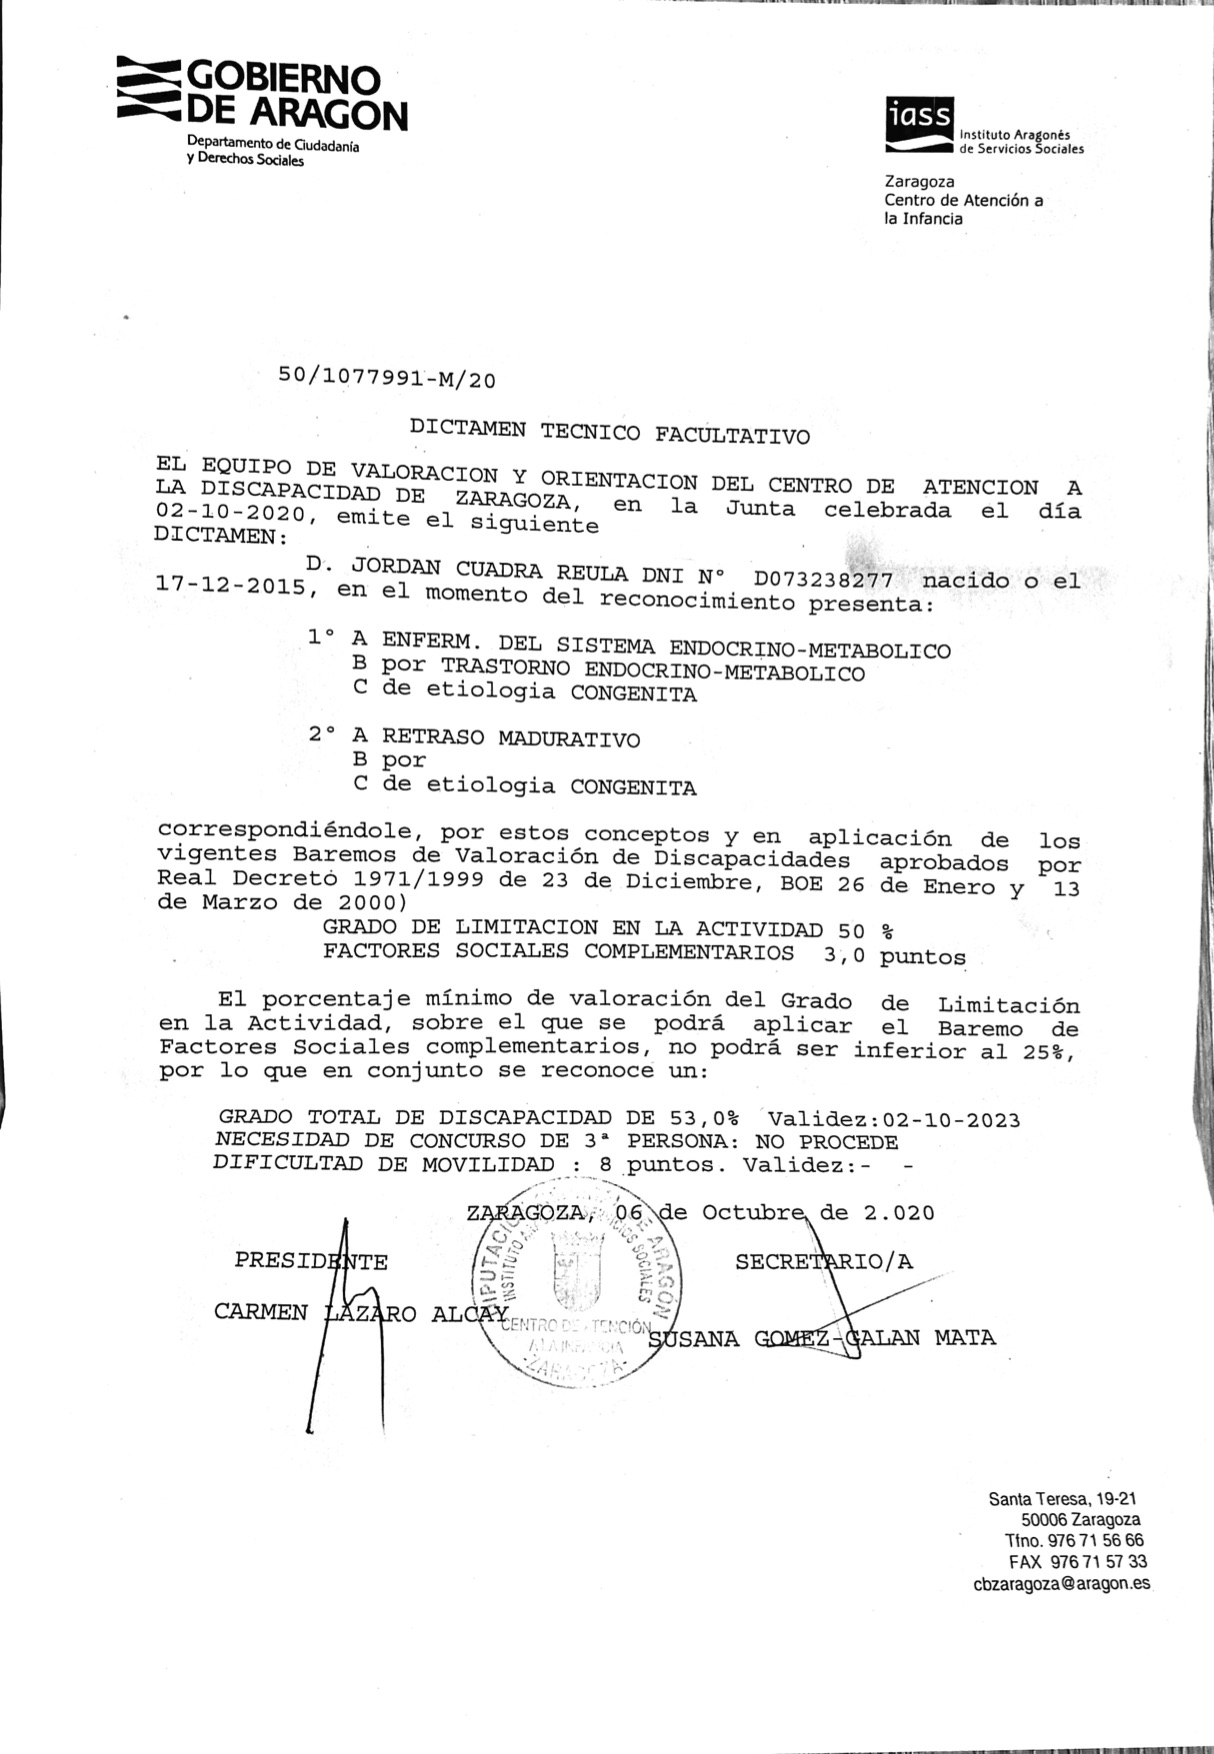 GOBIERNO
DE ARAGON
Departamento de Ciudadanía
y Derechos Sociales
iass
Instituto Aragonés
de Servicios Sociales
Zaragoza
Centro de Atención a
la Infancia
50/1077991-M/20
DICTAMEN TECNICO FACULTATIVO
EL EQUIPO DE VALORACION Y ORIENTACION DEL CENTRO DE ATENCION A
LA DISCAPACIDAD DE ZARAGOZA, en la Junta celebrada el día
02-10-2020, emite el siguiente
DICTAMEN:
D. JORDAN CUADRA REULA DNI Nº D073238277 nacido o el
17-12-2015, en el momento del reconocimiento presenta:
1º A ENFERM. DEL SISTEMA ENDOCRINO-METABOLICO
B por TRASTORNO ENDOCRINO-METABOLICO
C de etiologia CONGENITA
2º A RETRASO MADURATIVO
B por
C de etiologia CONGENITA
correspondiéndole, por estos conceptos y en aplicación de los
vigentes Baremos de Valoración de Discapacidades aprobados por
Real Decretó 1971/1999 de 23 de Diciembre, BOE 26 de Enero y 13
de Marzo de 2000)
GRADO DE LIMITACION EN LA ACTIVIDAD 50 %
FACTORES SOCIALES COMPLEMENTARIOS 3,0 puntos
El porcentaje mínimo de valoración del Grado de Limitación
en la Actividad, sobre el que se podrá aplicar el Baremo de
Factores Sociales complementarios, no podrá ser inferior al 25%,
por lo que en conjunto se reconoce un:
GRADO TOTAL DE DISCAPACIDAD DE 53,0% Validez:02-10-2023
NECESIDAD DE CONCURSO DE 3ª PERSONA: NO PROCEDE
DIFICULTAD DE MOVILIDAD : 8 puntos. Validez:- -
ZARAGOZA, 06 de Octubre de 2.020
PRESIDENTE
SECRETARIO/A
CARMEN LAZARO ALCAY
SUSANA GOMEZ-GALAN MATA
DE ARAGÓN
INSTITUTO
SOCIALES
CENTRO DE
ZARAGOZA
Santa Teresa, 19-21
50006 Zaragoza
Tfno. 976 71 56 66
FAX 976 71 57 33
cbzaragoza@aragon.es